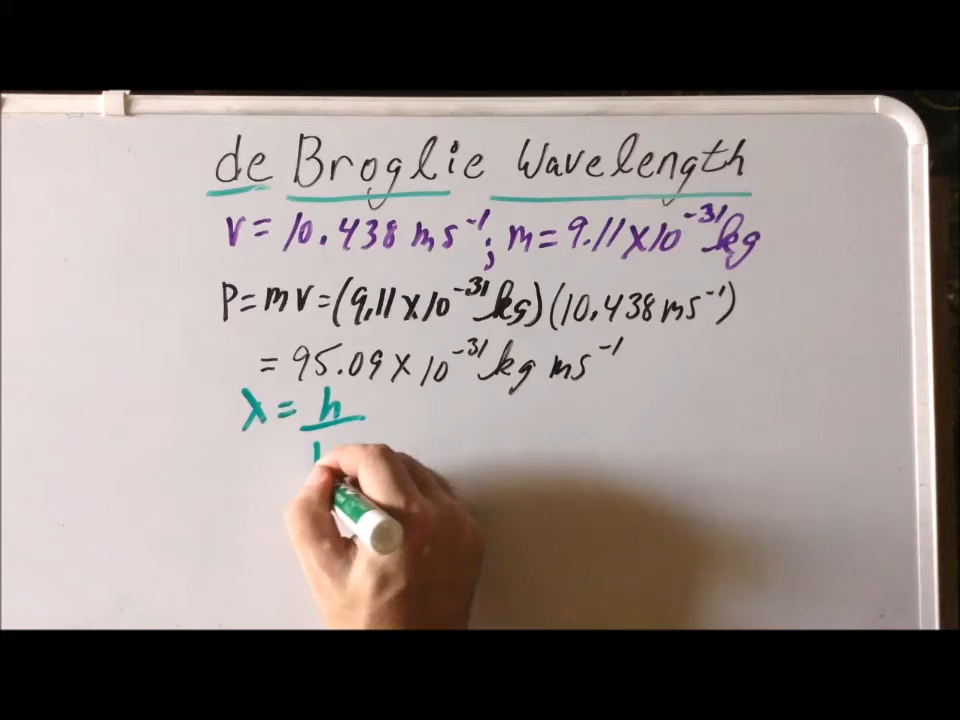 de Broglie Wavelength
v = 10.438 ms⁻¹; m = 9.11 x 10⁻³¹ kg
P = mv = (9.11 x 10⁻³¹ kg)(10.438 ms⁻¹)
= 95.09 x 10⁻³¹ kg ms⁻¹
λ = h